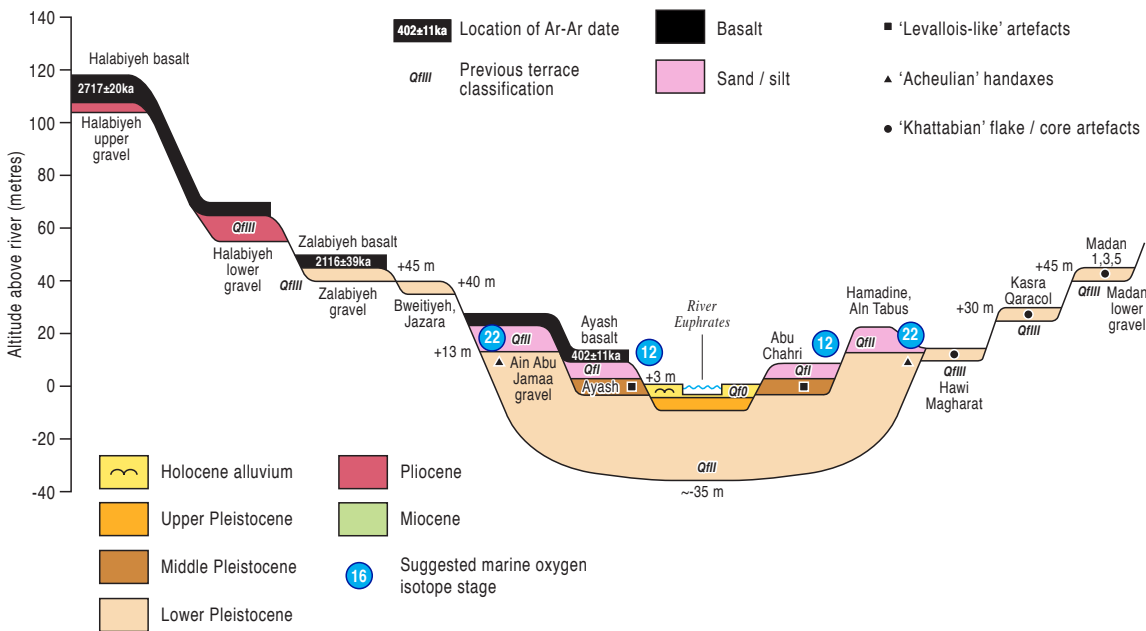 140
120
100
80
60
40
20
0
-20
-40
Altitude above river (metres)
402±11ka
Location of Ar-Ar date
QfIII
Previous terrace
classification
Basalt
Sand / silt
‘Levallois-like’ artefacts
‘Acheulian’ handaxes
‘Khattabian’ flake / core artefacts
Halabiyeh basalt
2717±20ka
Halabiyeh
upper
gravel
QfIII
Halabiyeh
lower
gravel
Zalabiyeh basalt
2116±39ka
QfIII
Zalabiyeh
gravel
+45 m
Bweitiyeh,
Jazara
+40 m
+13 m
22
QfII
Ain Abu
Jamaa
gravel
Ayash
basalt
402±11ka
12
QfI
Ayash
+3 m
River
Euphrates
Qf0
Abu
Chahri
12
QfI
Hamadine,
AIn Tabus
22
QfII
QfII
~-35 m
QfIII
Hawi
Magharat
+30 m
Kasra
Qaracol
QfIII
+45 m
Madan
1,3,5
QfIII
Madan
lower
gravel
Holocene alluvium
Upper Pleistocene
Middle Pleistocene
Lower Pleistocene
Pliocene
Miocene
16
Suggested marine oxygen
isotope stage